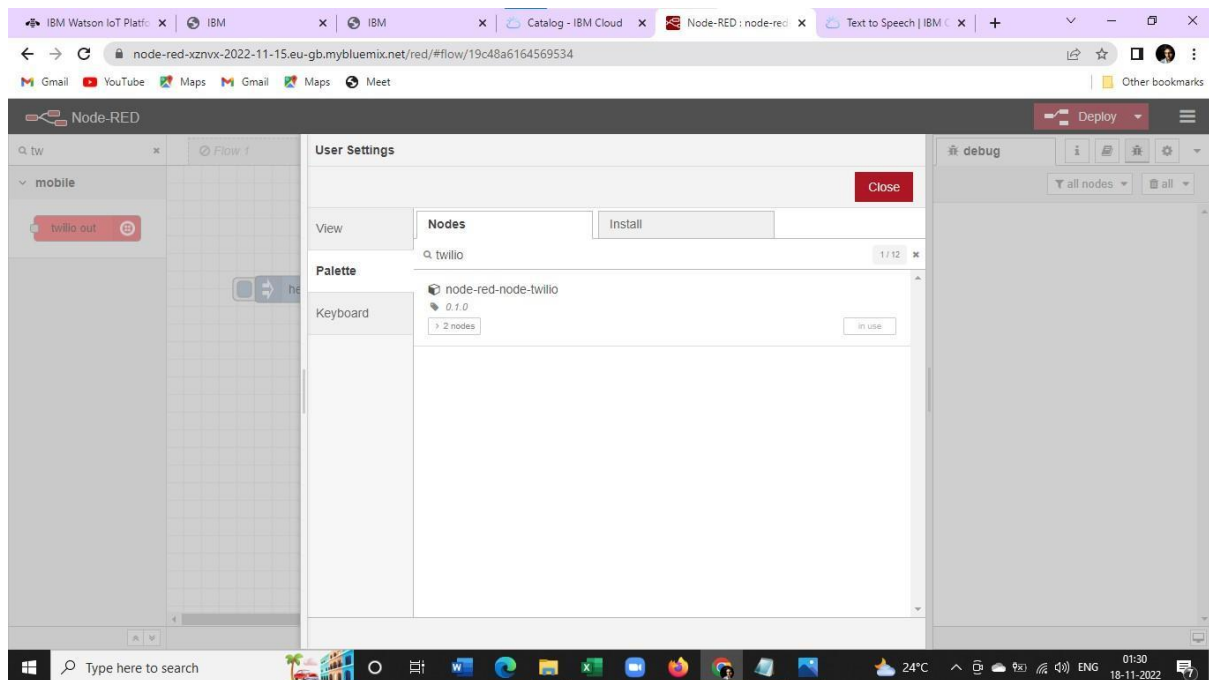 IBM Watson IoT Platfo
IBM
IBM
Catalog - IBM Cloud
Node-RED : node-red
Text to Speech | IBM C
node-red-xznvx-2022-11-15.eu-gb.mybluemix.net/red/#flow/19c48a6164569534
Gmail YouTube Maps Gmail Maps Meet Other bookmarks
Node-RED Deploy
tw
Flow 1
User Settings
debug
all nodes
all
mobile
twilio out
he
Close
View
Palette
Keyboard
Nodes Install
twilio 1 / 12
node-red-node-twilio
0.1.0
2 nodes in use
Type here to search
24°C
ENG
01:30
18-11-2022
7